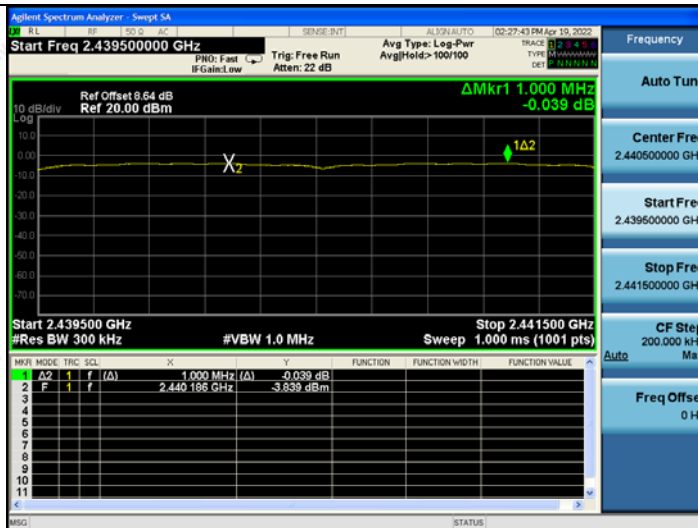 Agilent Spectrum Analyzer - Swept SA
RL RF 50 Ω AC SENSE:INT ALIGN AUTO 02:27:43 PM Apr 19, 2022
Start Freq 2.439500000 GHz
PNO: Fast
IFGain:Low
Trig: Free Run
Atten: 22 dB
Avg Type: Log-Pwr
Avg|Hold:> 100/100
TRACE 1 2 3 4 5 6
TYPE M
DET P N N N N N
Ref Offset 8.64 dB
Ref 20.00 dBm
10 dB/div
Log
ΔMkr1 1.000 MHz
-0.039 dB
10.0
0.00
-10.0
-20.0
-30.0
-40.0
-50.0
-60.0
-70.0
X2
1Δ2
Start 2.439500 GHz
Stop 2.441500 GHz
#Res BW 300 kHz
#VBW 1.0 MHz
Sweep 1.000 ms (1001 pts)
MKR MODE TRC SCL X Y FUNCTION FUNCTION WIDTH FUNCTION VALUE
1 Δ2 1 f (Δ) 1.000 MHz (Δ) -0.039 dB
2 F 1 f 2.440 186 GHz -3.839 dBm
3
4
5
6
7
8
9
10
11
MSG
STATUS
Frequency
Auto Tun
Center Fre
2.440500000 GH
Start Fre
2.439500000 GH
Stop Fre
2.441500000 GH
CF Ste
200.000 kH
Auto Ma
Freq Offse
0 H